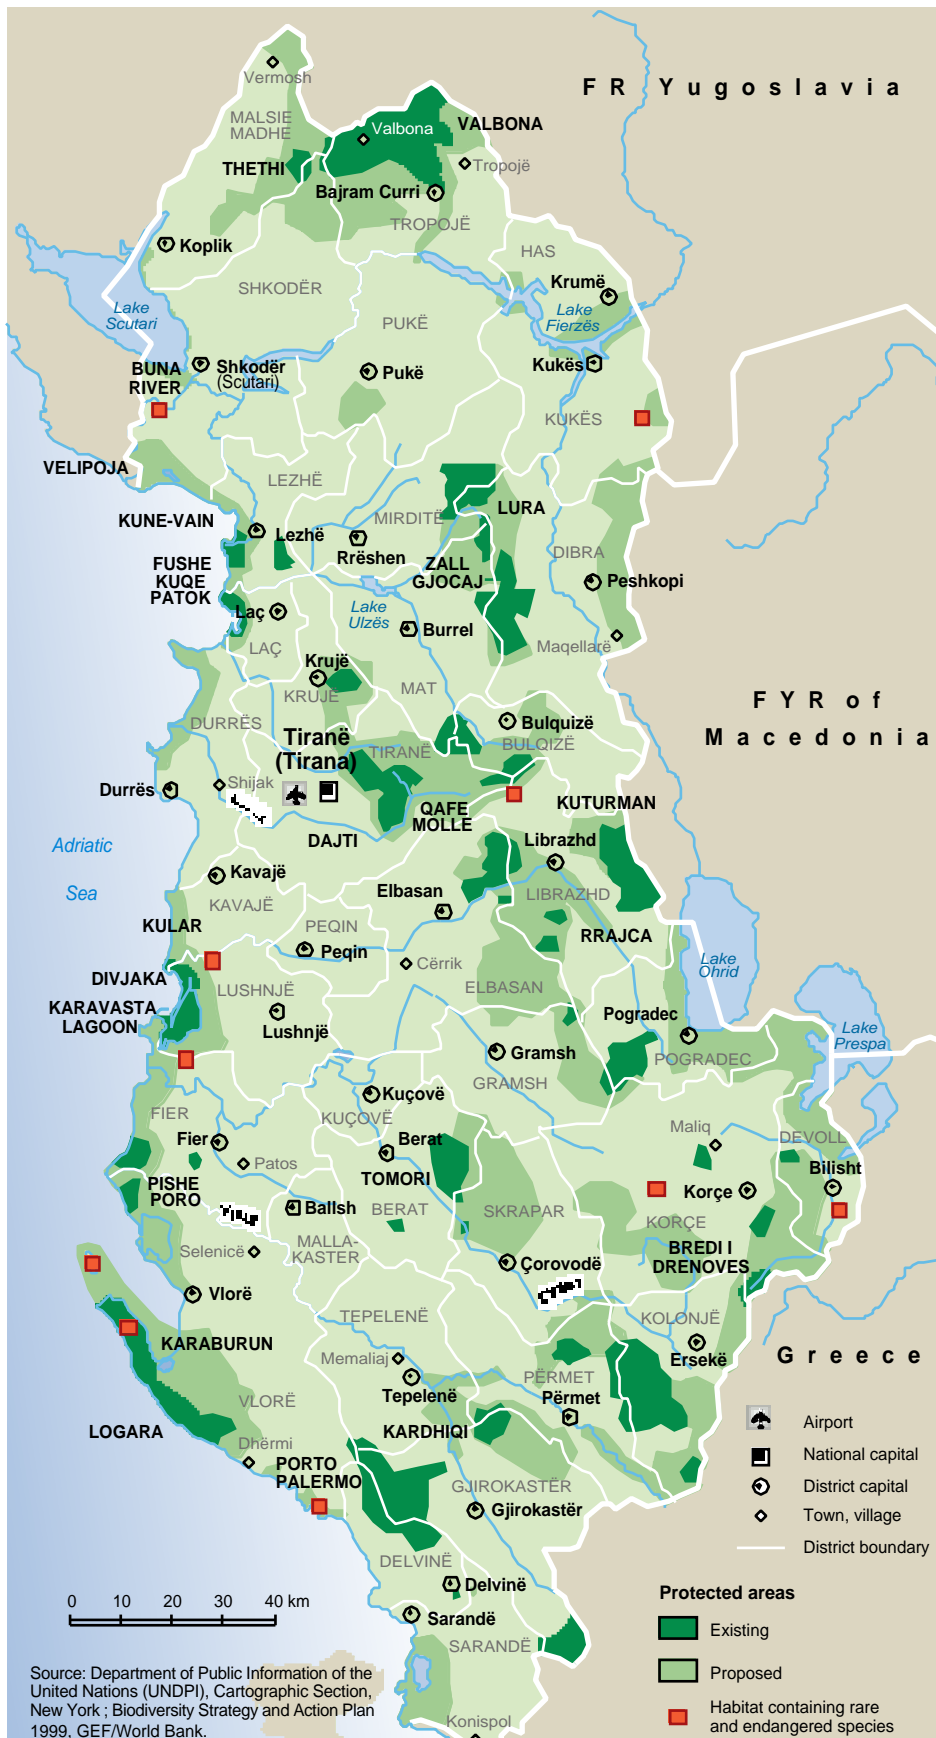 FR Yugoslavia
Vermosh
MALSIE
MADHE
Valbona
VALBONA
THETHI
Tropojë
Bajram Curri
TROPOJË
Koplik
HAS
SHKODËR
Krumë
Lake
Scutari
Lake
Fierzës
PUKË
BUNA
RIVER
Shkodër
(Scutari)
Pukë
Kukës
KUKËS
VELIPOJA
LEZHË
KUNE-VAIN
LURA
MIRDITË
Lezhë
Rrëshen
FUSHE
KUQE
PATOK
ZALL
GJOCAJ
DIBRA
Peshkopi
Laç
Lake
Ulzës
Burrel
LAÇ
Maqellarë
Krujë
KRUJË
MAT
FYR of
Macedonia
DURRËS
Bulquizë
Tiranë
(Tirana)
TIRANË
BULQIZË
Shijak
Durrës
QAFE
MOLLE
KUTURMAN
DAJTI
Librazhd
Adriatic
Sea
Kavajë
KAVAJË
Elbasan
LIBRAZHD
KULAR
PEQIN
Peqin
RRAJCA
Cërrik
Lake
Ohrid
DIVJAKA
LUSHNJË
ELBASAN
KARAVASTA
LAGOON
Lushnjë
Pogradec
Lake
Prespa
Gramsh
POGRADEC
GRAMSH
Kuçovë
FIER
KUÇOVË
Maliq
DEVOLL
Fier
Berat
Patos
TOMORI
Bilisht
PISHE
PORO
Ballsh
BERAT
SKRAPAR
Korçe
KORÇE
MALLA-
KASTER
Selenicë
BREDI I
DRENOVES
Çorovodë
Vlorë
TEPELENË
KOLONJË
KARABURUN
Memaliaj
Ersekë
Greece
PËRMET
Tepelenë
Përmet
VLORË
LOGARA
KARDHIQI
Dhërmi
PORTO
PALERMO
GJIROKASTËR
Gjirokastër
DELVINË
Delvinë
Sarandë
SARANDË
Konispol
Airport
National capital
District capital
Town, village
District boundary
Protected areas
Existing
Proposed
Habitat containing rare
and endangered species
0 10 20 30 40 km
Source: Department of Public Information of the
United Nations (UNDPI), Cartographic Section,
New York ; Biodiversity Strategy and Action Plan
1999, GEF/World Bank.